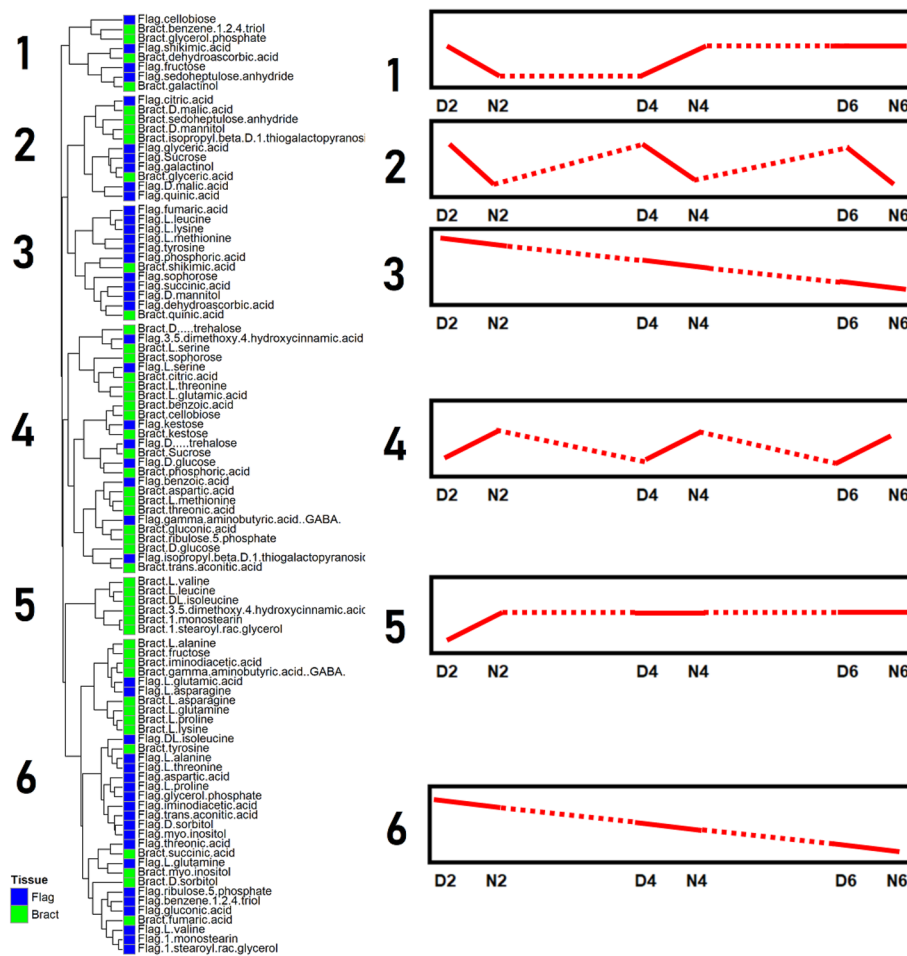 1
Flag.cellobiose
Bract.benzene.1.2.4.triol
Bract.glycerol.phosphate
Flag.shikimic.acid
Bract.dehydroascorbic.acid
Flag.fructose
Flag.sedoheptulose.anhydride
Bract.galactinol
2
Flag.citric.acid
Bract.D.malic.acid
Bract.sedoheptulose.anhydride
Bract.D.mannitol
Bract.isopropyl.beta.D.1.thiogalactopyranosi
Flag.glyceric.acid
Flag.Sucrose
Flag.galactinol
Bract.glyceric.acid
Flag.D.malic.acid
Flag.quinic.acid
3
Flag.fumaric.acid
Flag.L.leucine
Flag.L.lysine
Flag.L.methionine
Flag.tyrosine
Flag.phosphoric.acid
Bract.shikimic.acid
Flag.sophorose
Flag.succinic.acid
Flag.D.mannitol
Flag.dehydroascorbic.acid
Bract.quinic.acid
4
Bract.D.....trehalose
Flag.3.5.dimethoxy.4.hydroxycinnamic.acid
Bract.L.serine
Bract.sophorose
Flag.L.serine
Bract.citric.acid
Bract.L.threonine
Bract.L.glutamic.acid
Bract.benzoic.acid
Bract.cellobiose
Flag.kestose
Bract.kestose
Flag.D.....trehalose
Bract.Sucrose
Flag.D.glucose
Bract.phosphoric.acid
Flag.benzoic.acid
Bract.aspartic.acid
Bract.L.methionine
Bract.threonic.acid
Flag.gamma.aminobutyric.acid..GABA.
Bract.gluconic.acid
Bract.ribulose.5.phosphate
Bract.D.glucose
Flag.isopropyl.beta.D.1.thiogalactopyranosic
Bract.trans.aconitic.acid
5
Bract.L.valine
Bract.L.leucine
Bract.DL.isoleucine
Bract.3.5.dimethoxy.4.hydroxycinnamic.acid
Bract.1.monostearin
Bract.1.stearoyl.rac.glycerol
6
Bract.L.alanine
Bract.fructose
Bract.iminodiacetic.acid
Bract.gamma.aminobutyric.acid..GABA.
Flag.L.glutamic.acid
Flag.L.asparagine
Bract.L.asparagine
Bract.L.glutamine
Bract.L.proline
Bract.L.lysine
Flag.DL.isoleucine
Bract.tyrosine
Flag.L.alanine
Flag.L.threonine
Flag.aspartic.acid
Flag.L.proline
Flag.glycerol.phosphate
Flag.iminodiacetic.acid
Flag.trans.aconitic.acid
Flag.D.sorbitol
Flag.myo.inositol
Flag.threonic.acid
Bract.succinic.acid
Flag.L.glutamine
Bract.myo.inositol
Bract.D.sorbitol
Flag.ribulose.5.phosphate
Flag.benzene.1.2.4.triol
Flag.gluconic.acid
Bract.fumaric.acid
Flag.L.valine
Flag.1.monostearin
Flag.1.stearoyl.rac.glycerol
Tissue
Flag
Bract
1
D2 N2 D4 N4 D6 N6
2
D2 N2 D4 N4 D6 N6
3
D2 N2 D4 N4 D6 N6
4
D2 N2 D4 N4 D6 N6
5
D2 N2 D4 N4 D6 N6
6
D2 N2 D4 N4 D6 N6